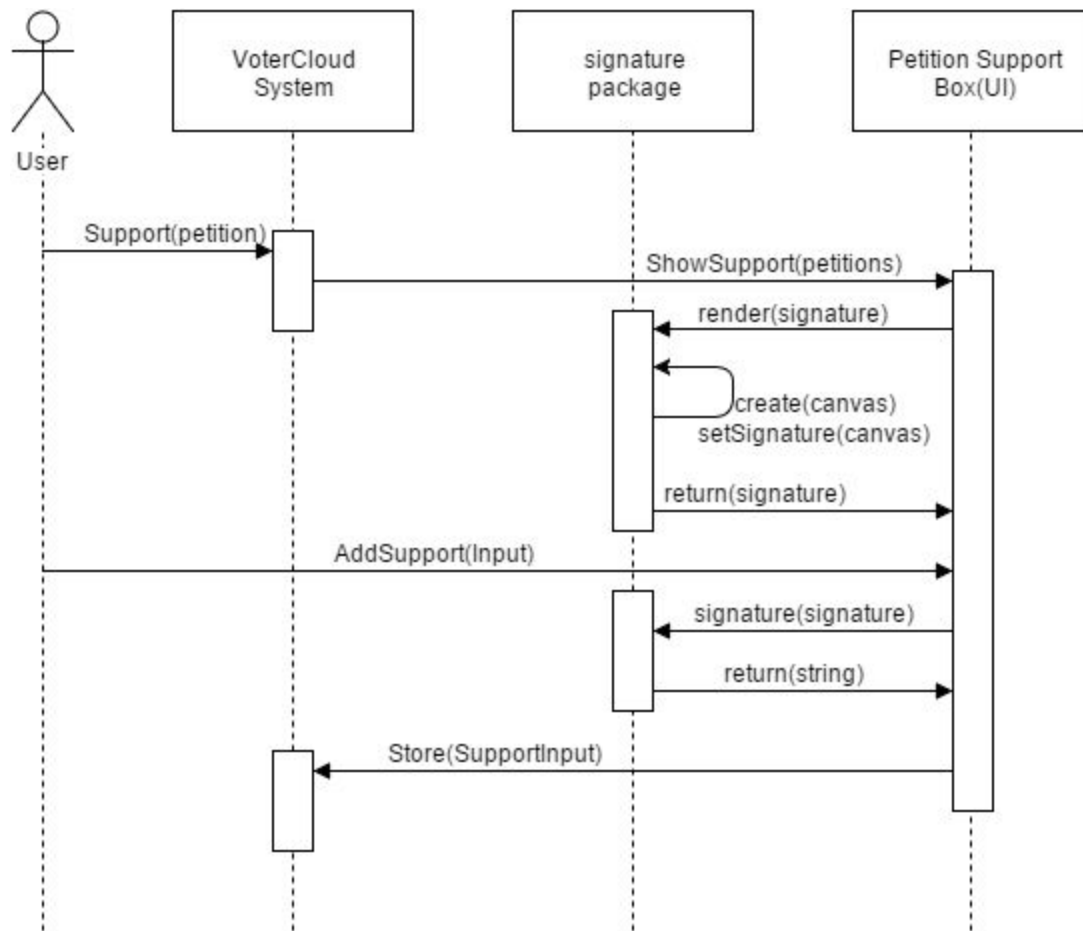 VoterCloud
System
signature
package
Petition Support
Box(UI)
User
Support(petition)
ShowSupport(petitions)
render(signature)
create(canvas)
setSignature(canvas)
return(signature)
AddSupport(Input)
signature(signature)
return(string)
Store(SupportInput)